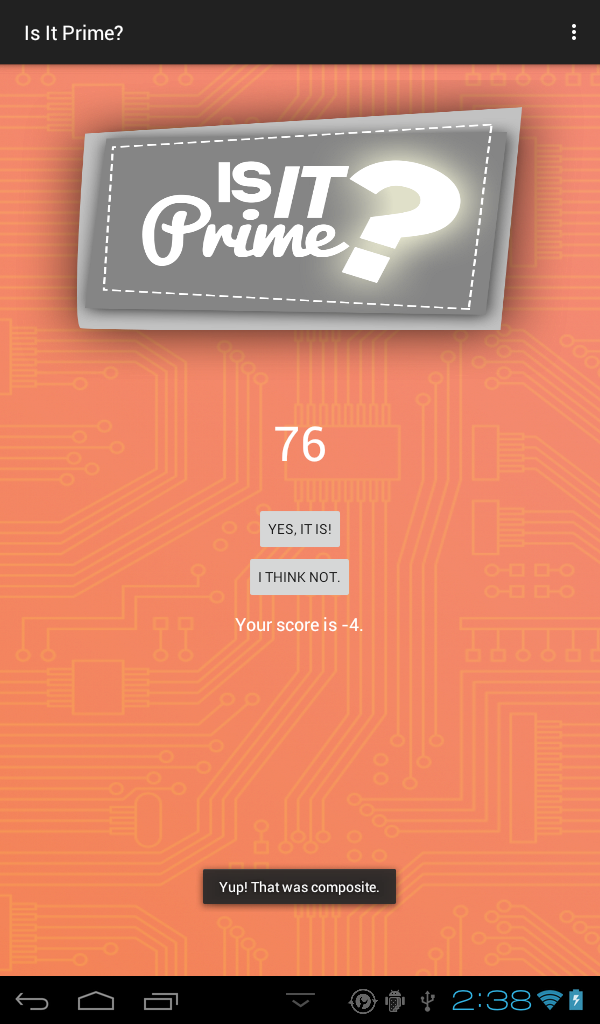 Is It Prime?
IS IT
Prime?
76
YES, IT IS!
I THINK NOT.
Your score is -4.
Yup! That was composite.
2:38